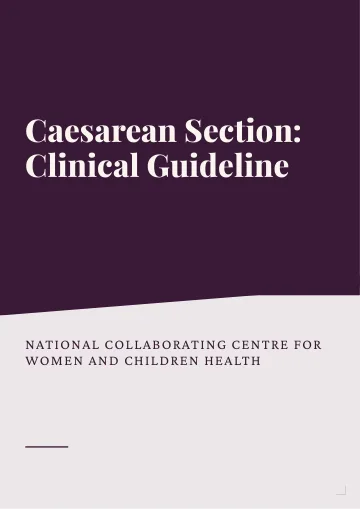 Caesarean Section:
Clinical Guideline
NATIONAL COLLABORATING CENTRE FOR
WOMEN AND CHILDREN HEALTH